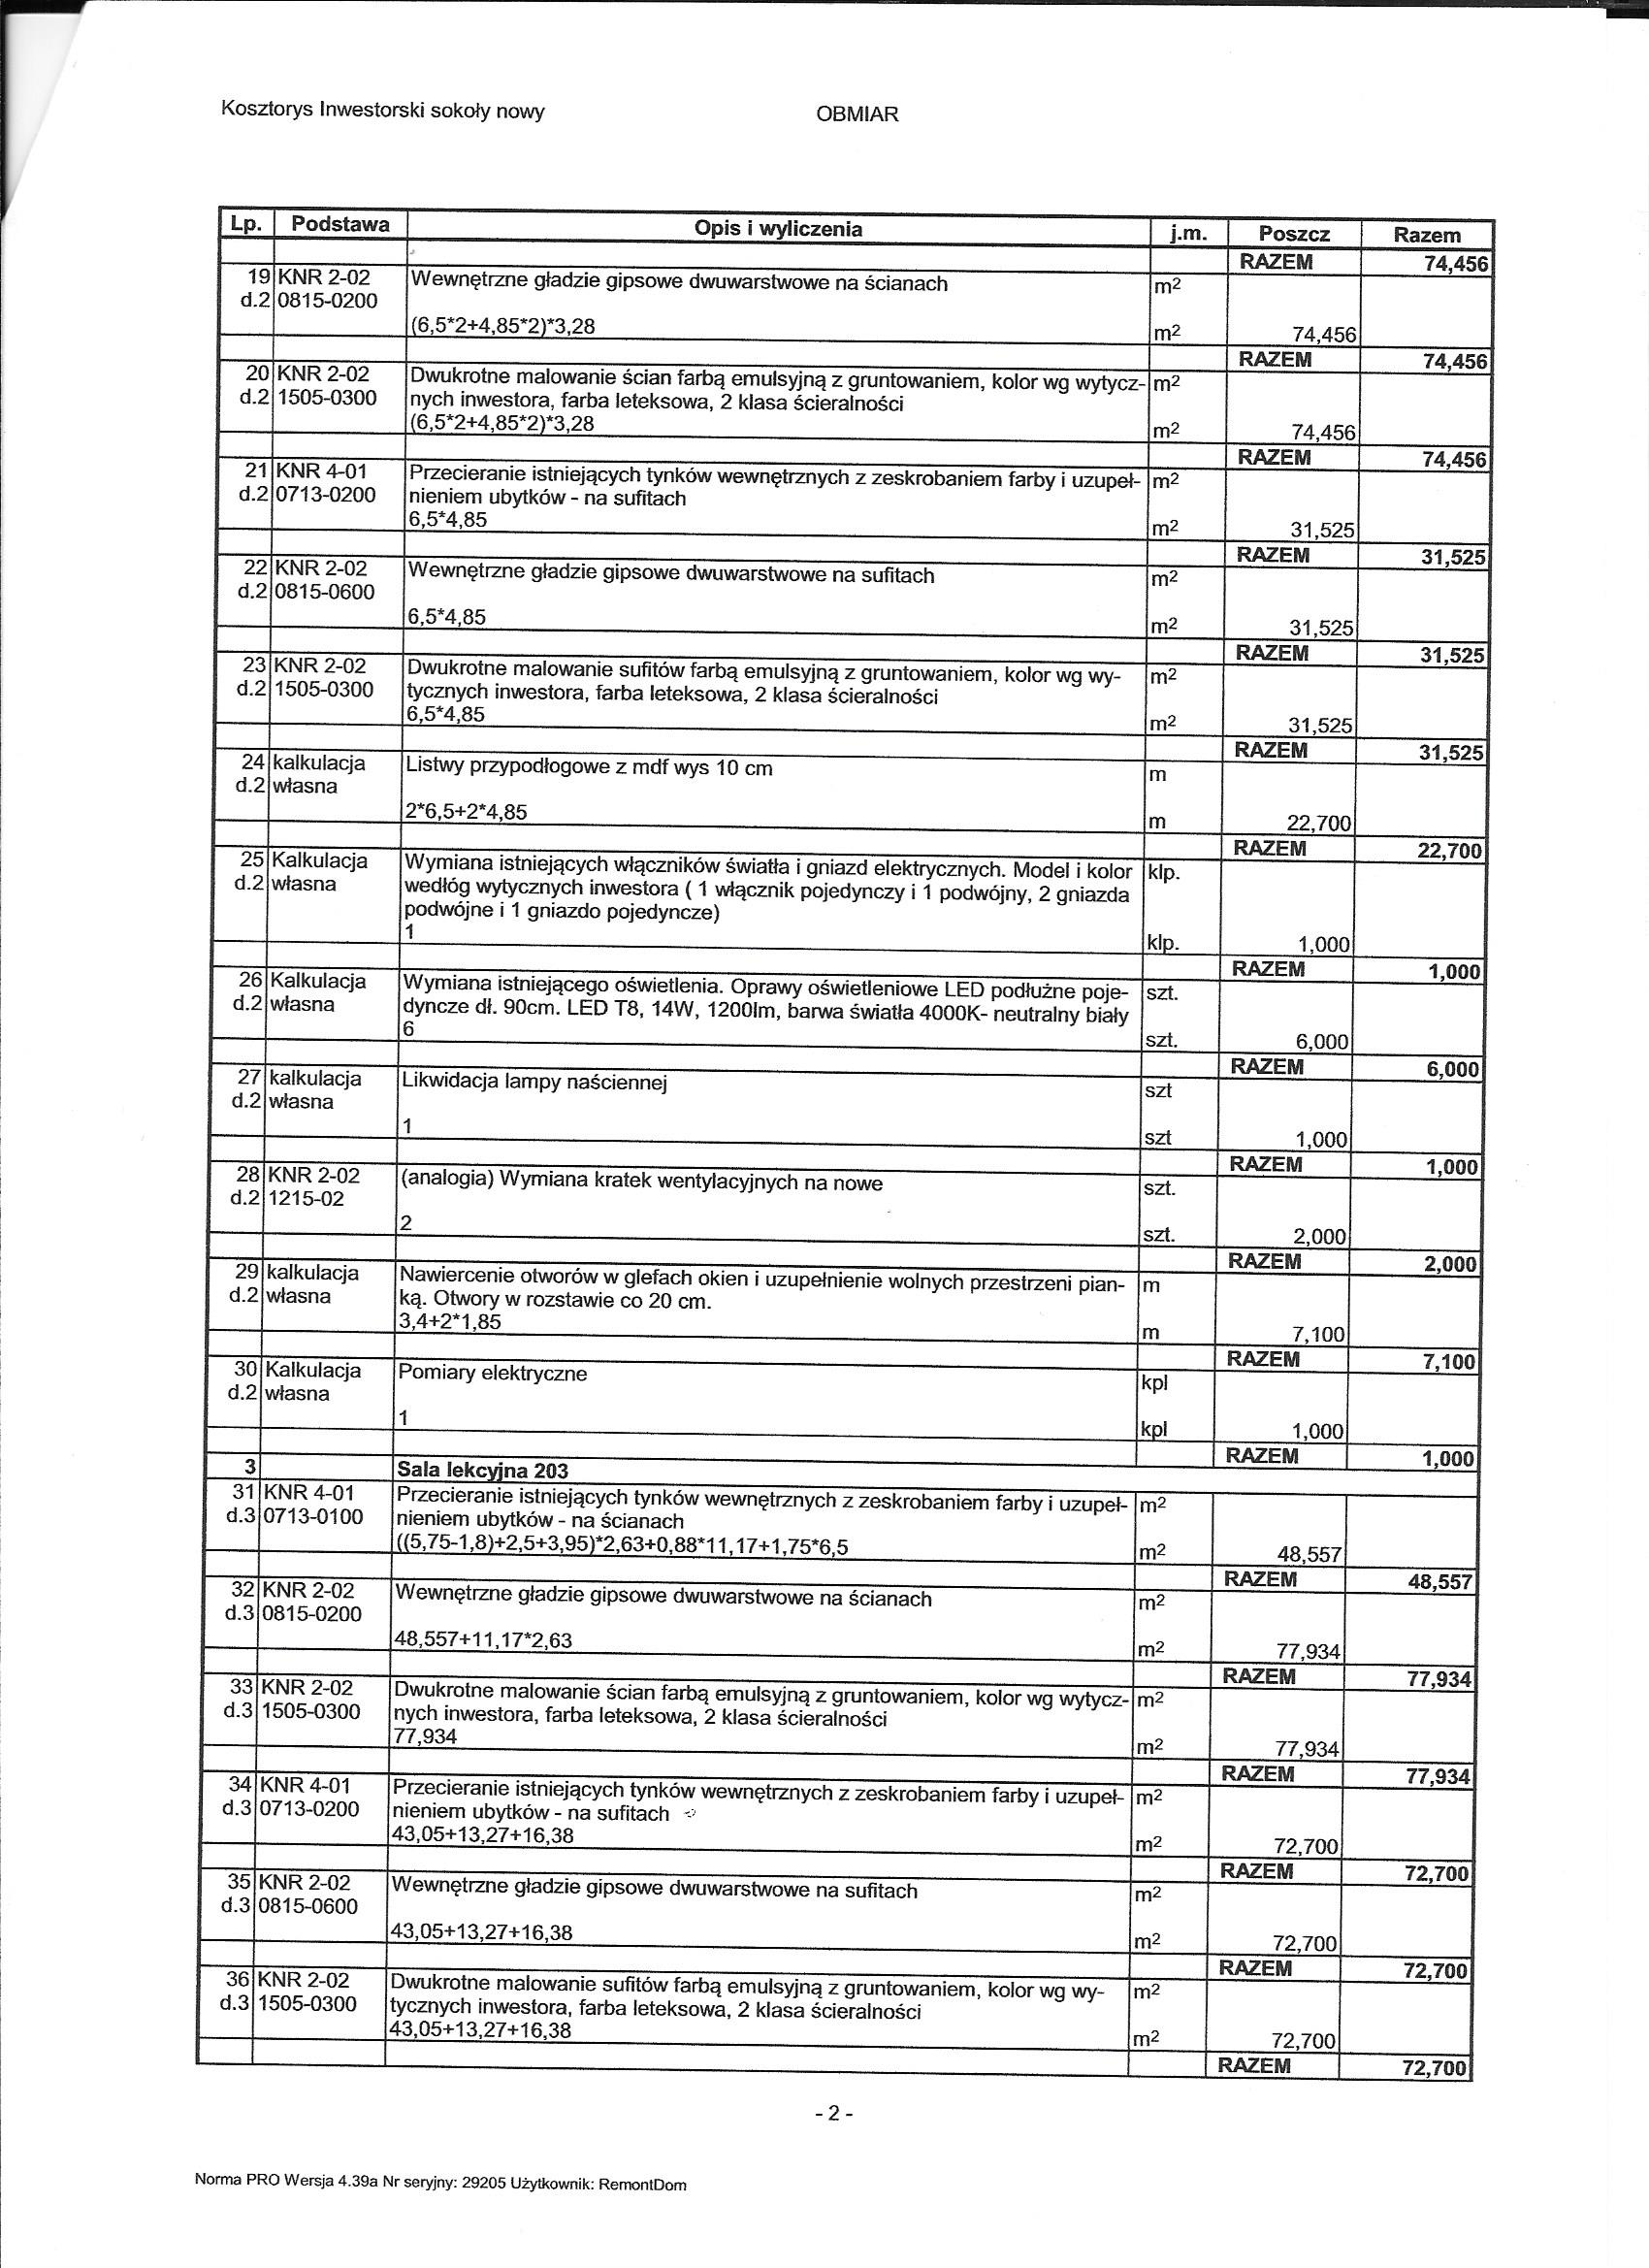 Kosztorys Inwestorski sokoły nowy OBMIAR
Lp. Podstawa Opis i wyliczenia j.m. Poszcz Razem
RAZEM 74,456
19 KNR 2-02 Wewnętrzne gładzie gipsowe dwuwarstwowe na ścianach m2
d.2 0815-0200
(6,5*2+4,85*2)*3,28 m2 74,456
RAZEM 74,456
20 KNR 2-02 Dwukrotne malowanie ścian farbą emulsyjną z gruntowaniem, kolor wg wytycz- m2
d.2 1505-0300 nych inwestora, farba leteksowa, 2 klasa ścieralności
(6,5*2+4,85*2)*3,28 m2 74,456
RAZEM 74,456
21 KNR 4-01 Przecieranie istniejących tynków wewnętrznych z zeskrobaniem farby i uzupeł- m2
d.2 0713-0200 nieniem ubytków - na sufitach
6,5*4,85 m2 31,525
RAZEM 31,525
22 KNR 2-02 Wewnętrzne gładzie gipsowe dwuwarstwowe na sufitach m2
d.2 0815-0600
6,5*4,85 m2 31,525
RAZEM 31,525
23 KNR 2-02 Dwukrotne malowanie sufitów farbą emulsyjną z gruntowaniem, kolor wg wy- m2
d.2 1505-0300 tycznych inwestora, farba leteksowa, 2 klasa ścieralności
6,5*4,85 m2 31,525
RAZEM 31,525
24 kalkulacja Listwy przypodłogowe z mdf wys 10 cm m
d.2 własna
2*6,5+2*4,85 m 22,700
RAZEM 22,700
25 Kalkulacja Wymiana istniejących włączników światła i gniazd elektrycznych. Model i kolor klp.
d.2 własna wedłóg wytycznych inwestora ( 1 włącznik pojedynczy i 1 podwójny, 2 gniazda
podwójne i 1 gniazdo pojedyncze)
1 klp. 1,000
RAZEM 1,000
26 Kalkulacja Wymiana istniejącego oświetlenia. Oprawy oświetleniowe LED podłużne poje- szt.
d.2 własna dyncze dł. 90cm. LED T8, 14W, 1200lm, barwa światła 4000K- neutralny biały
6 szt. 6,000
RAZEM 6,000
27 kalkulacja Likwidacja lampy naściennej szt
d.2 własna
1 szt 1,000
RAZEM 1,000
28 KNR 2-02 (analogia) Wymiana kratek wentylacyjnych na nowe szt.
d.2 1215-02
2 szt. 2,000
RAZEM 2,000
29 kalkulacja Nawiercenie otworów w glefach okien i uzupełnienie wolnych przestrzeni pian- m
d.2 własna ką. Otwory w rozstawie co 20 cm.
3,4+2*1,85 m 7,100
RAZEM 7,100
30 Kalkulacja Pomiary elektryczne kpl
d.2 własna
1 kpl 1,000
RAZEM 1,000
3 Sala lekcyjna 203
31 KNR 4-01 Przecieranie istniejących tynków wewnętrznych z zeskrobaniem farby i uzupeł- m2
d.3 0713-0100 nieniem ubytków - na ścianach
((5,75-1,8)+2,5+3,95)*2,63+0,88*11,17+1,75*6,5 m2 48,557
RAZEM 48,557
32 KNR 2-02 Wewnętrzne gładzie gipsowe dwuwarstwowe na ścianach m2
d.3 0815-0200
48,557+11,17*2,63 m2 77,934
RAZEM 77,934
33 KNR 2-02 Dwukrotne malowanie ścian farbą emulsyjną z gruntowaniem, kolor wg wytycz- m2
d.3 1505-0300 nych inwestora, farba leteksowa, 2 klasa ścieralności
77,934 m2 77,934
RAZEM 77,934
34 KNR 4-01 Przecieranie istniejących tynków wewnętrznych z zeskrobaniem farby i uzupeł- m2
d.3 0713-0200 nieniem ubytków - na sufitach
43,05+13,27+16,38 m2 72,700
RAZEM 72,700
35 KNR 2-02 Wewnętrzne gładzie gipsowe dwuwarstwowe na sufitach m2
d.3 0815-0600
43,05+13,27+16,38 m2 72,700
RAZEM 72,700
36 KNR 2-02 Dwukrotne malowanie sufitów farbą emulsyjną z gruntowaniem, kolor wg wy- m2
d.3 1505-0300 tycznych inwestora, farba leteksowa, 2 klasa ścieralności
43,05+13,27+16,38 m2 72,700
RAZEM 72,700
- 2 -
Norma PRO Wersja 4.39a Nr seryjny: 29205 Użytkownik: RemontDom